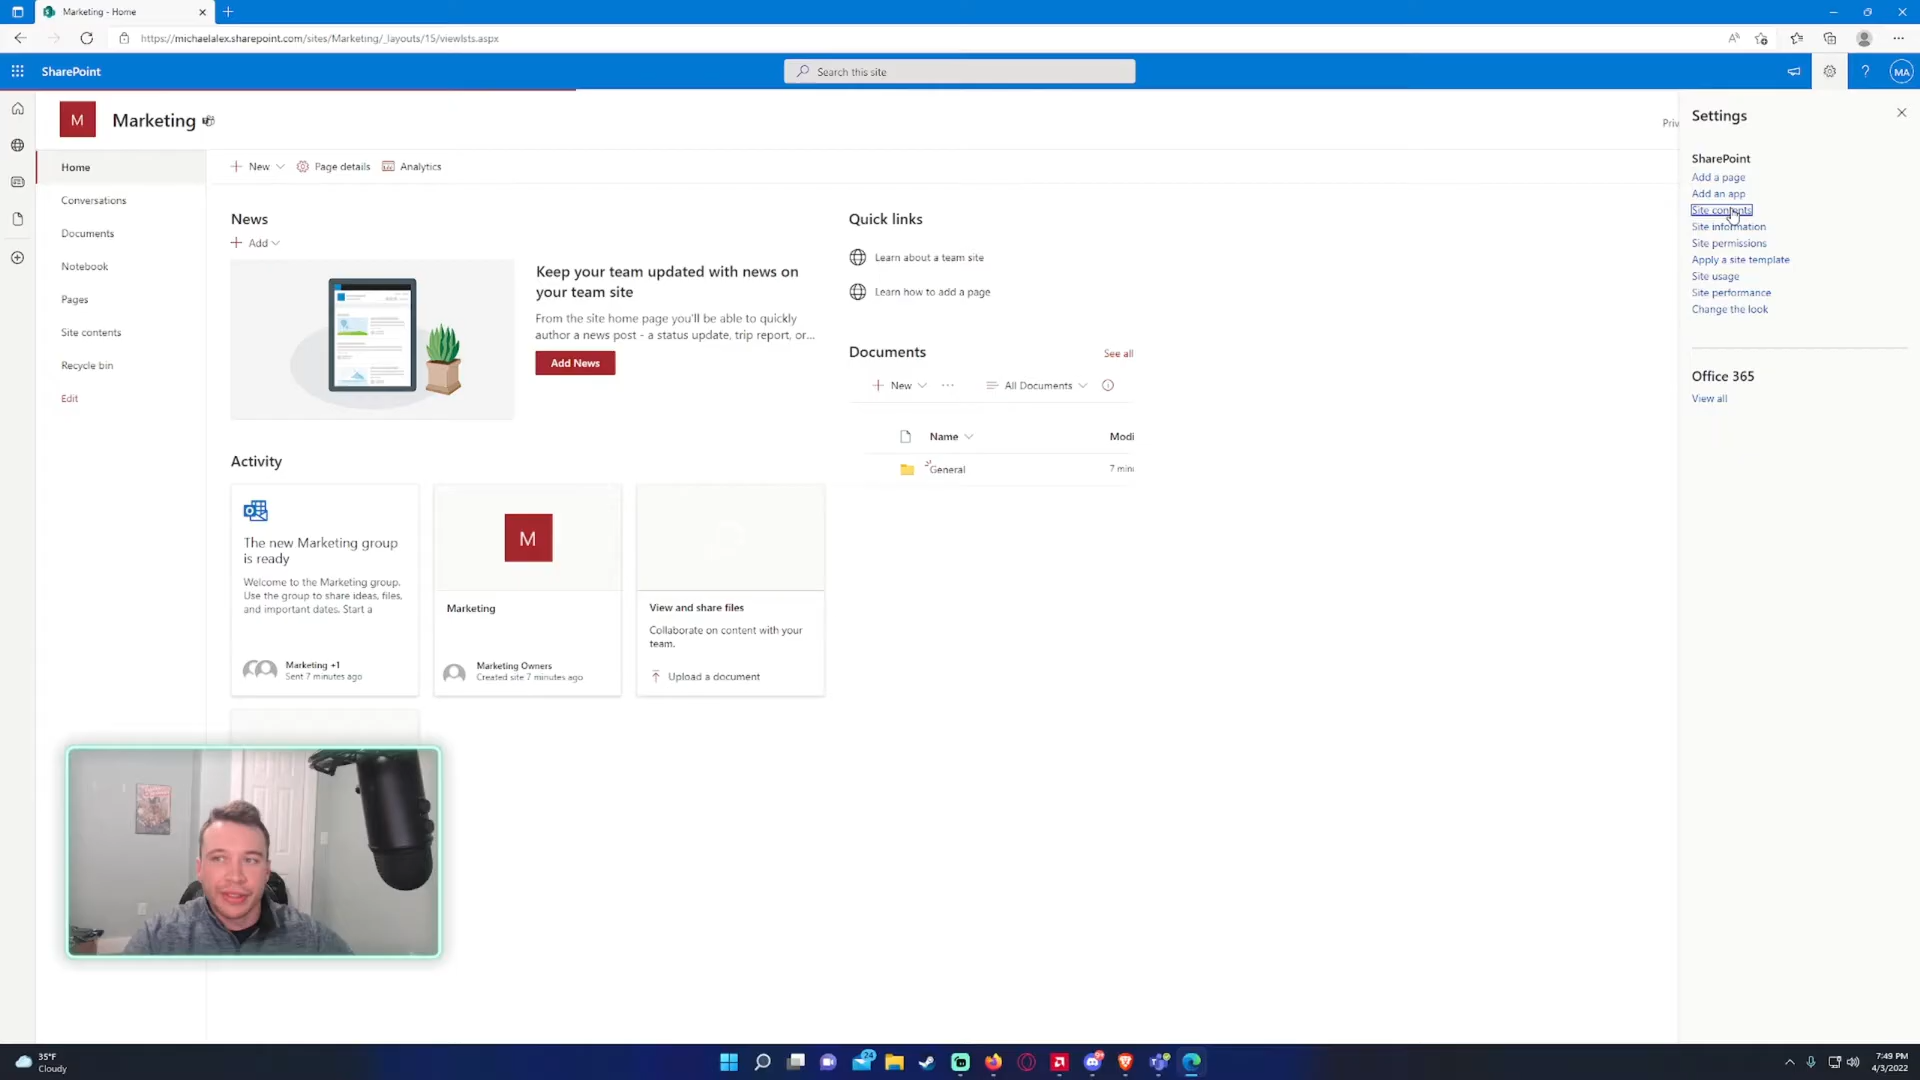 Marketing - Home
https://michaelalex.sharepoint.com/sites/Marketing/_layouts/15/viewlsts.aspx
SharePoint
Search this site
MA
M
Marketing
Home
Conversations
Documents
Notebook
Pages
Site contents
Recycle bin
Edit
New
Page details
Analytics
News
Add
Keep your team updated with news on
your team site
From the site home page you'll be able to quickly
author a news post - a status update, trip report, or...
Add News
Quick links
Learn about a team site
Learn how to add a page
Documents
See all
New
All Documents
Name
Modi
General
7 min
Activity
The new Marketing group
is ready
Welcome to the Marketing group.
Use the group to share ideas, files,
and important dates. Start a
Marketing +1
Sent 7 minutes ago
M
Marketing
Marketing Owners
Created site 7 minutes ago
View and share files
Collaborate on content with your
team.
Upload a document
Priv
Settings
SharePoint
Add a page
Add an app
Site contents
Site information
Site permissions
Apply a site template
Site usage
Site performance
Change the look
Office 365
View all
35°F
Cloudy
24
7:49 PM
4/3/2022